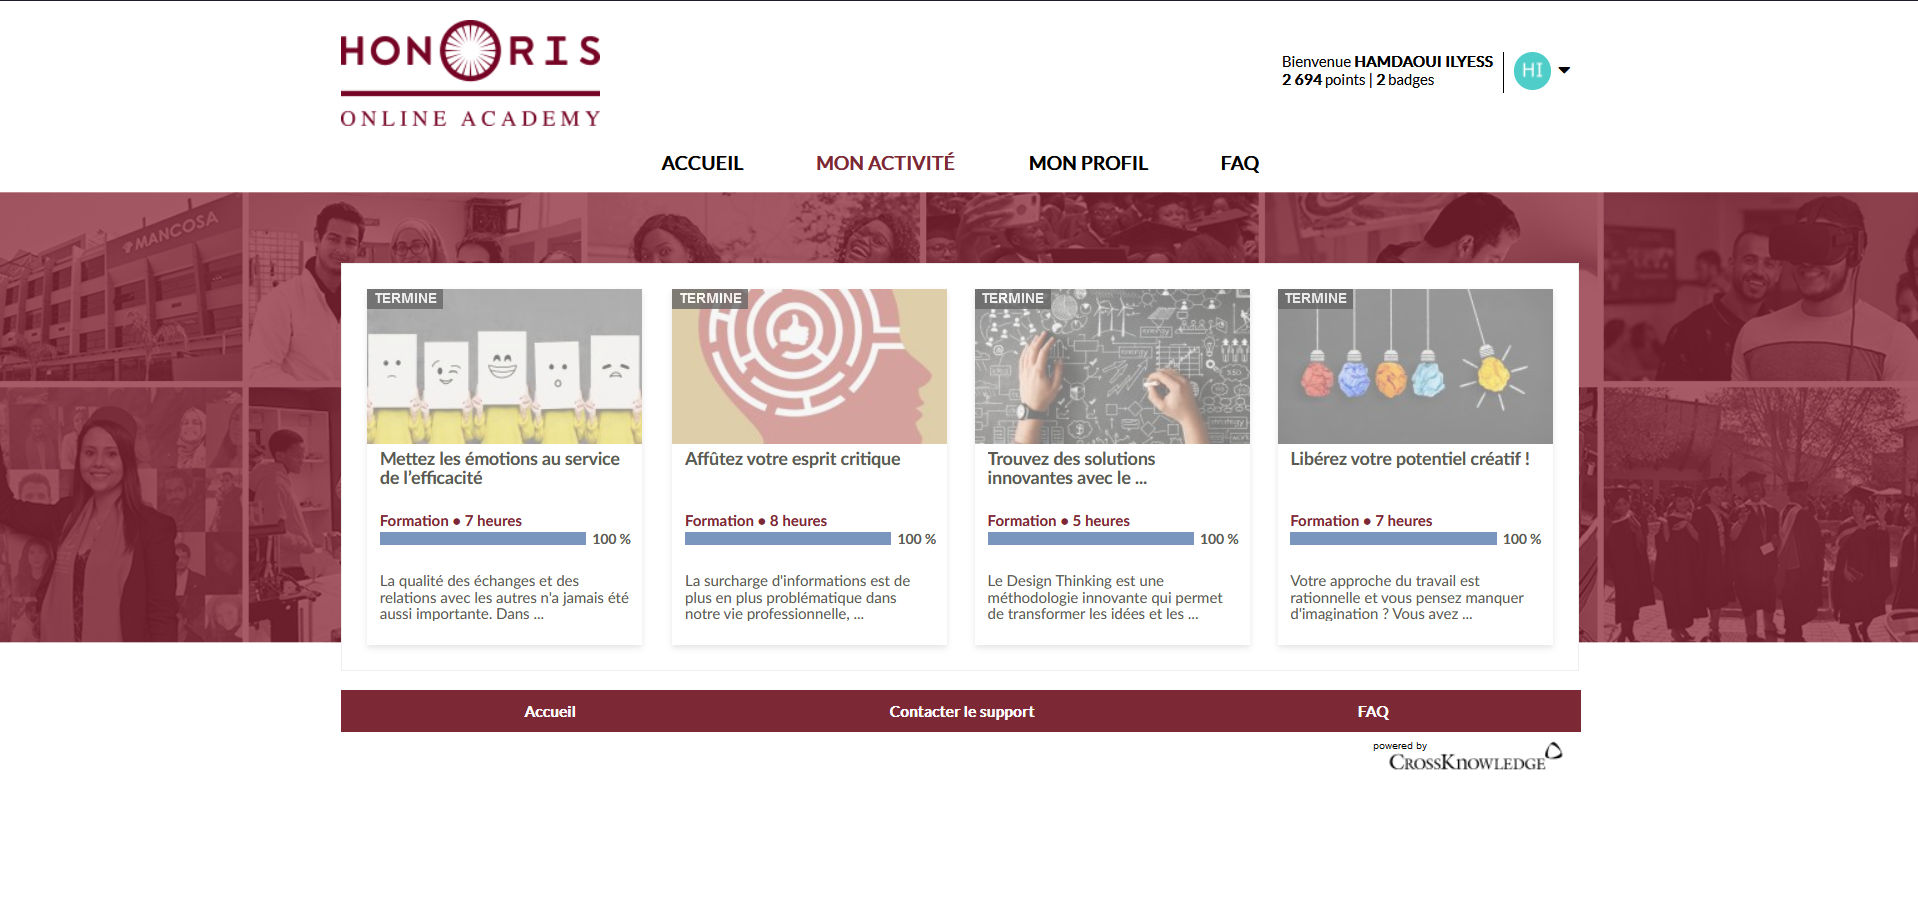 HONORIS
ONLINE ACADEMY
Bienvenue HAMDAOUI ILYESS
2 694 points | 2 badges
HI
ACCUEIL
MON ACTIVITÉ
MON PROFIL
FAQ
MANCOSA
TERMINE
Mettez les émotions au service
de l'efficacité
Formation • 7 heures
100 %
La qualité des échanges et des
relations avec les autres n'a jamais été
aussi importante. Dans ...
TERMINE
Affûtez votre esprit critique
Formation • 8 heures
100 %
La surcharge d'informations est de
plus en plus problématique dans
notre vie professionnelle, ...
TERMINE
Trouvez des solutions
innovantes avec le ...
Formation • 5 heures
100 %
Le Design Thinking est une
méthodologie innovante qui permet
de transformer les idées et les ...
TERMINE
Libérez votre potentiel créatif !
Formation • 7 heures
100 %
Votre approche du travail est
rationnelle et vous pensez manquer
d'imagination ? Vous avez ...
Accueil
Contacter le support
FAQ
powered by
CROSSKNOWLEDGE